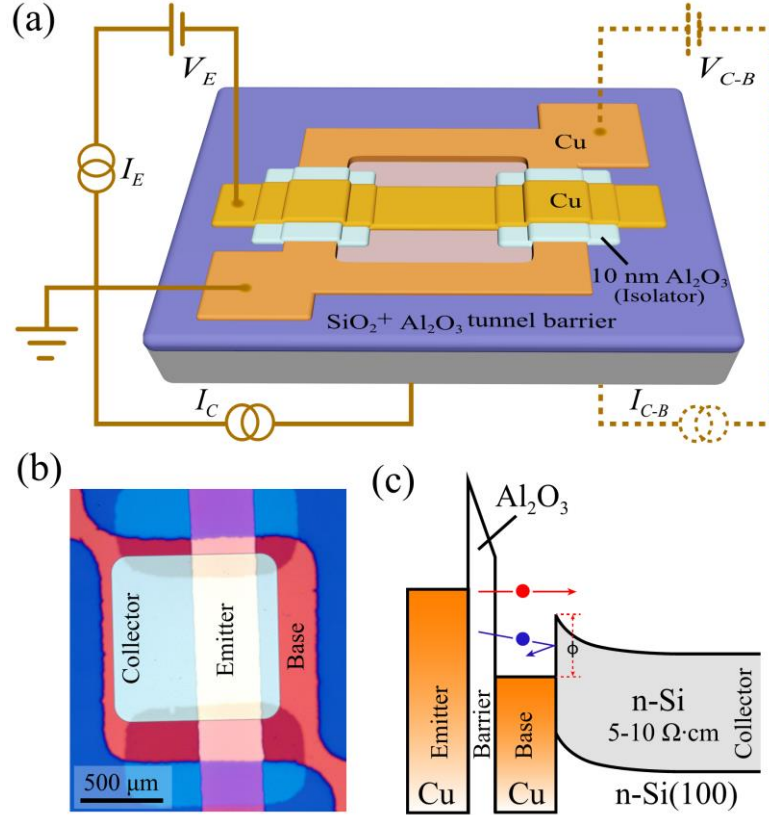 (a)
V_E
V_C-B
I_E
Cu
Cu
10 nm Al₂O₃
(Isolator)
SiO₂+ Al₂O₃ tunnel barrier
I_C
I_C-B
(b)
Collector
Emitter
Base
500 μm
(c)
Al₂O₃
ϕ
Emitter
Barrier
Base
Collector
n-Si
5-10 Ω·cm
Cu
Cu
n-Si(100)